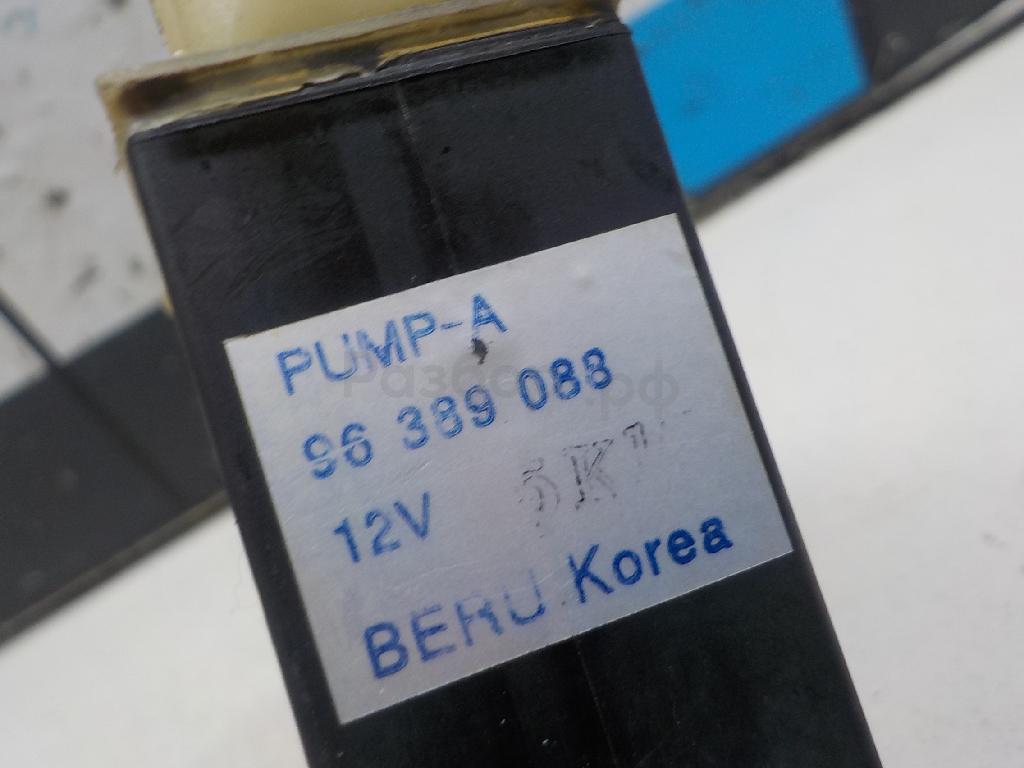 PUMP-A
96 389 088
12V
BERU Korea